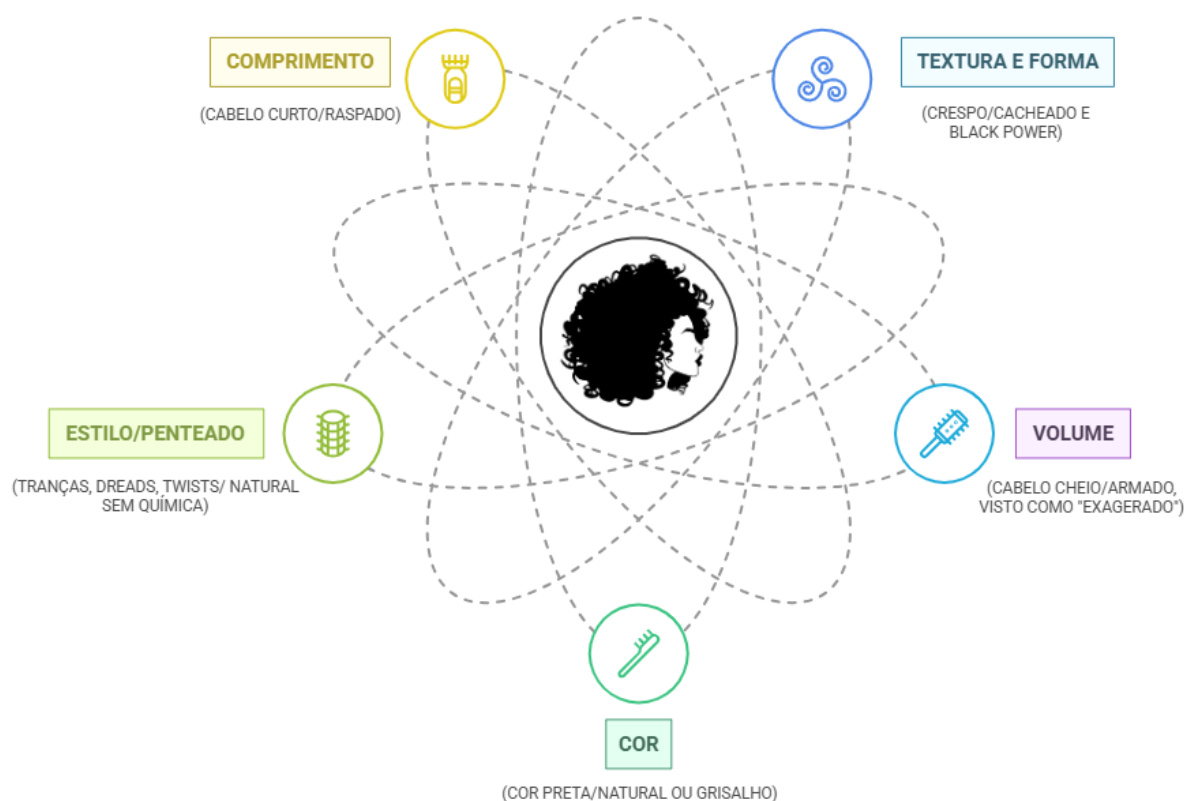 COMPRIMENTO
(CABELO CURTO/RASPADO)
TEXTURA E FORMA
(CRESPO/CACHEADO E
BLACK POWER)
ESTILO/PENTEADO
(TRANÇAS, DREADS, TWISTS/ NATURAL
SEM QUÍMICA)
VOLUME
(CABELO CHEIO/ARMADO,
VISTO COMO "EXAGERADO")
COR
(COR PRETA/NATURAL OU GRISALHO)